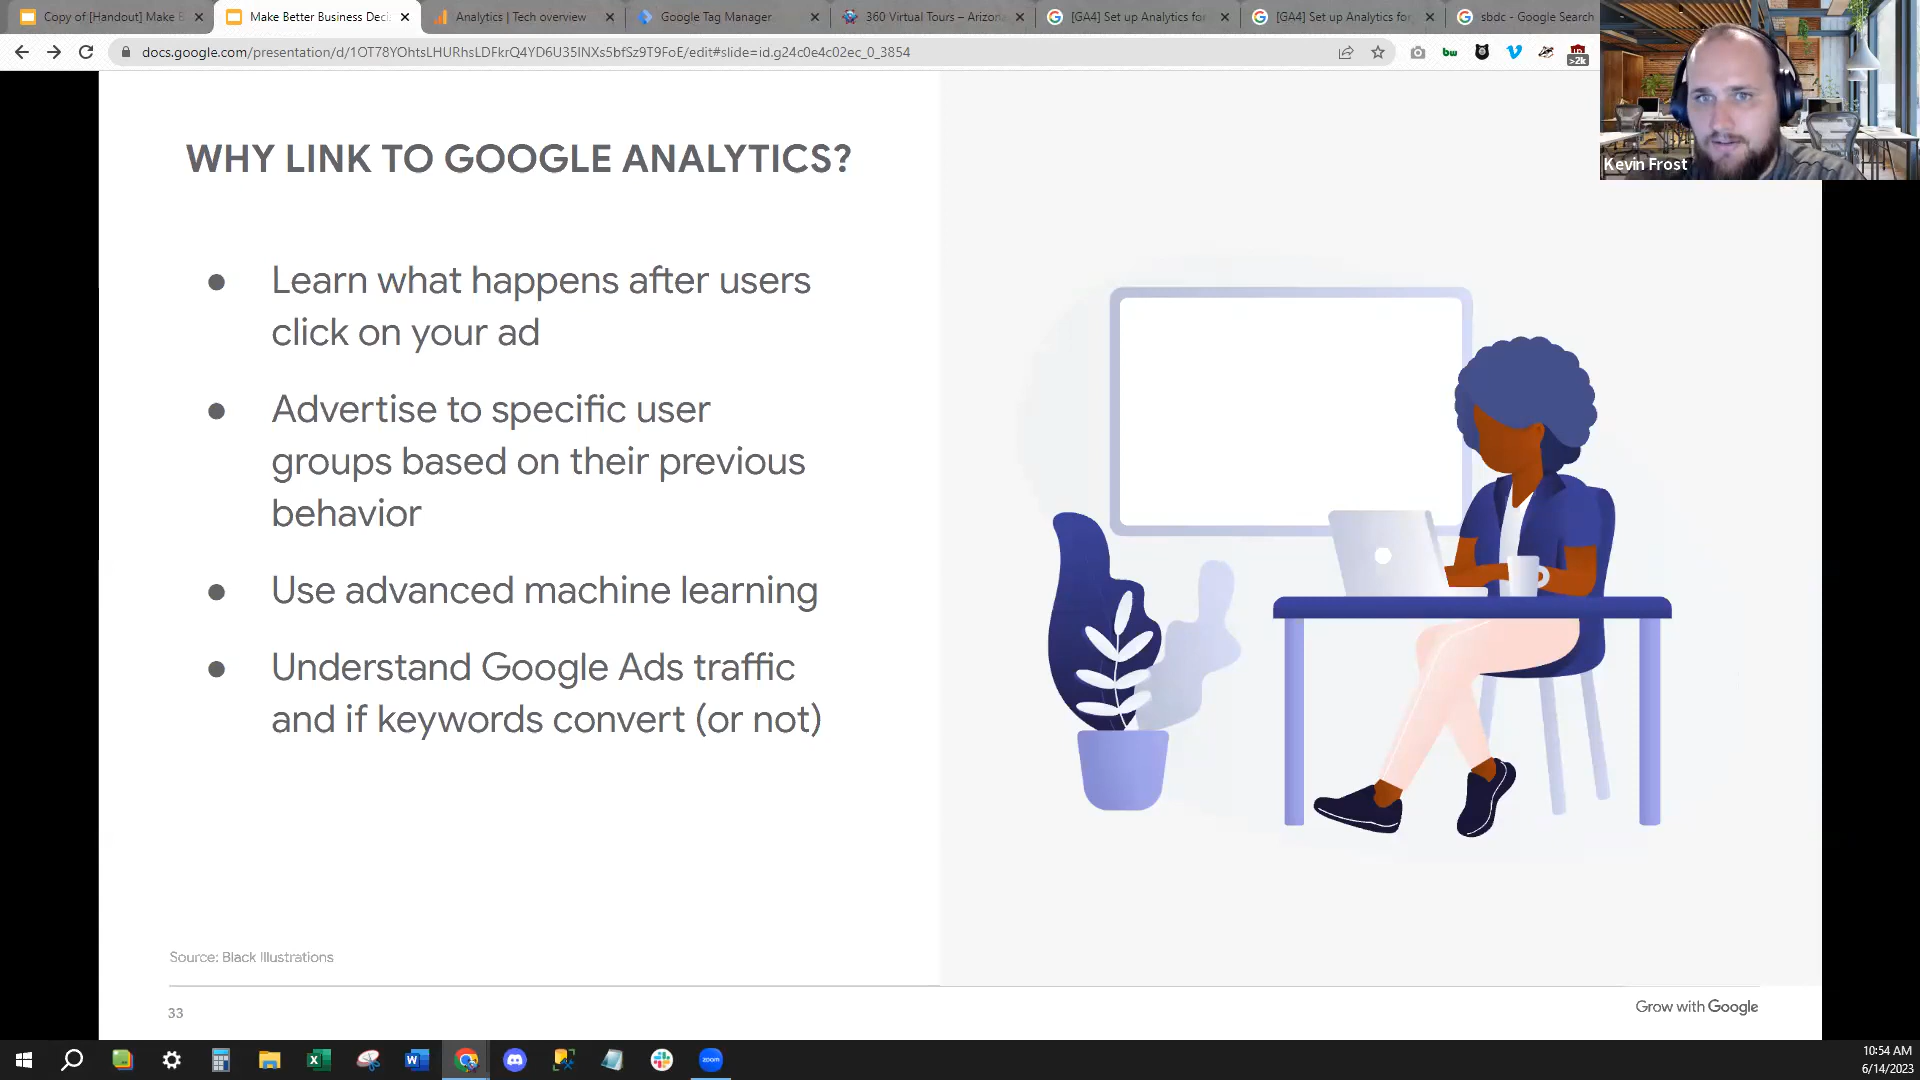 Copy of [Handout] Make B
Make Better Business Deci
Analytics | Tech overview
Google Tag Manager
360 Virtual Tours – Arizona
[GA4] Set up Analytics for
[GA4] Set up Analytics for
sbdc - Google Search
docs.google.com/presentation/d/1OT78YOhtsLHURhsLDFkrQ4YD6U35INXs5bfSz9T9FoE/edit#slide=id.g24c0e4c02ec_0_3854
bw
>2k
Kevin Frost
WHY LINK TO GOOGLE ANALYTICS?
● Learn what happens after users
click on your ad
● Advertise to specific user
groups based on their previous
behavior
● Use advanced machine learning
● Understand Google Ads traffic
and if keywords convert (or not)
Source: Black Illustrations
33
Grow with Google
zoom
10:54 AM
6/14/2023